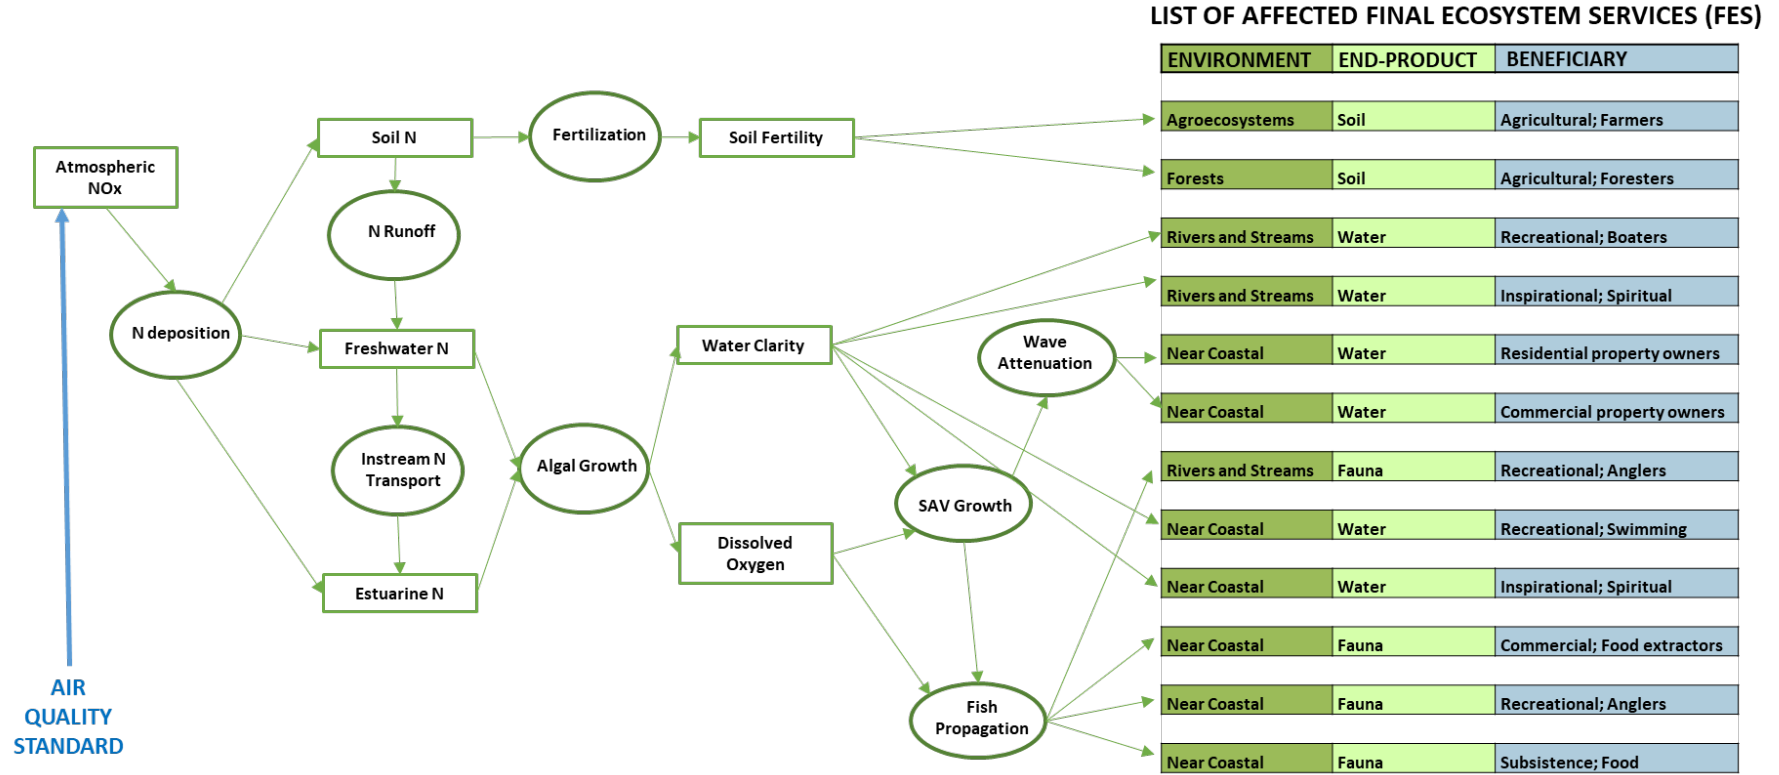 LIST OF AFFECTED FINAL ECOSYSTEM SERVICES (FES)
ENVIRONMENT END-PRODUCT BENEFICIARY
Agroecosystems Soil Agricultural; Farmers
Forests Soil Agricultural; Foresters
Rivers and Streams Water Recreational; Boaters
Rivers and Streams Water Inspirational; Spiritual
Near Coastal Water Residential property owners
Near Coastal Water Commercial property owners
Rivers and Streams Fauna Recreational; Anglers
Near Coastal Water Recreational; Swimming
Near Coastal Water Inspirational; Spiritual
Near Coastal Fauna Commercial; Food extractors
Near Coastal Fauna Recreational; Anglers
Near Coastal Fauna Subsistence; Food
Atmospheric
NOx
AIR
QUALITY
STANDARD
N deposition
Soil N
N Runoff
Freshwater N
Instream N
Transport
Estuarine N
Fertilization
Soil Fertility
Algal Growth
Water Clarity
Dissolved
Oxygen
SAV Growth
Wave
Attenuation
Fish
Propagation